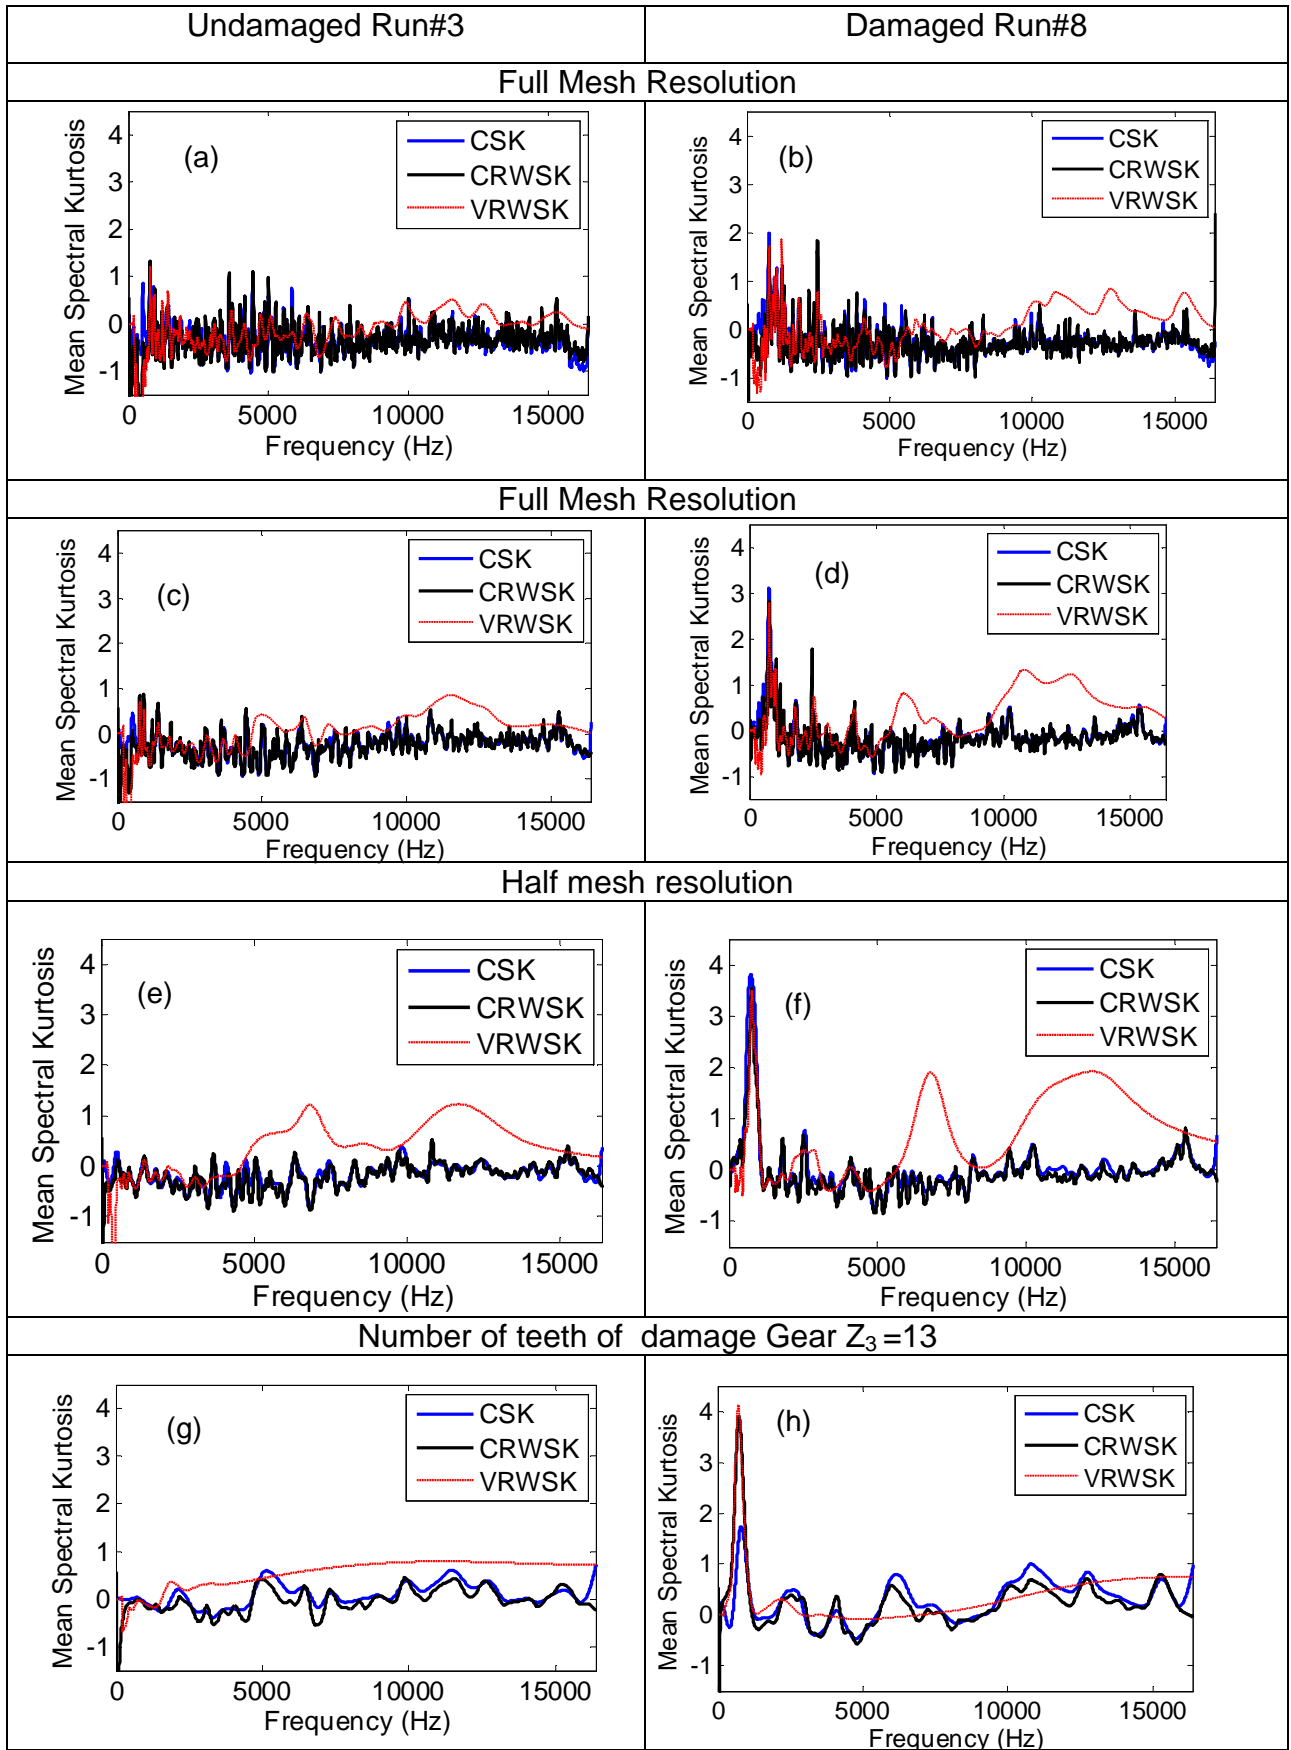 Undamaged Run#3
Damaged Run#8
Full Mesh Resolution
Mean Spectral Kurtosis
4
3
2
1
0
-1
(a)
CSK
CRWSK
VRWSK
0 5000 10000 15000
Frequency (Hz)
Mean Spectral Kurtosis
4
3
2
1
0
-1
(b)
CSK
CRWSK
VRWSK
0 5000 10000 15000
Frequency (Hz)
Full Mesh Resolution
Mean Spectral Kurtosis
4
3
2
1
0
-1
(c)
CSK
CRWSK
VRWSK
0 5000 10000 15000
Frequency (Hz)
Mean Spectral Kurtosis
4
3
2
1
0
-1
(d)
CSK
CRWSK
VRWSK
0 5000 10000 15000
Frequency (Hz)
Half mesh resolution
Mean Spectral Kurtosis
4
3
2
1
0
-1
(e)
CSK
CRWSK
VRWSK
0 5000 10000 15000
Frequency (Hz)
Mean Spectral Kurtosis
4
3
2
1
0
-1
(f)
CSK
CRWSK
VRWSK
0 5000 10000 15000
Frequency (Hz)
Number of teeth of damage Gear Z₃ =13
Mean Spectral Kurtosis
4
3
2
1
0
-1
(g)
CSK
CRWSK
VRWSK
0 5000 10000 15000
Frequency (Hz)
Mean Spectral Kurtosis
4
3
2
1
0
-1
(h)
CSK
CRWSK
VRWSK
0 5000 10000 15000
Frequency (Hz)